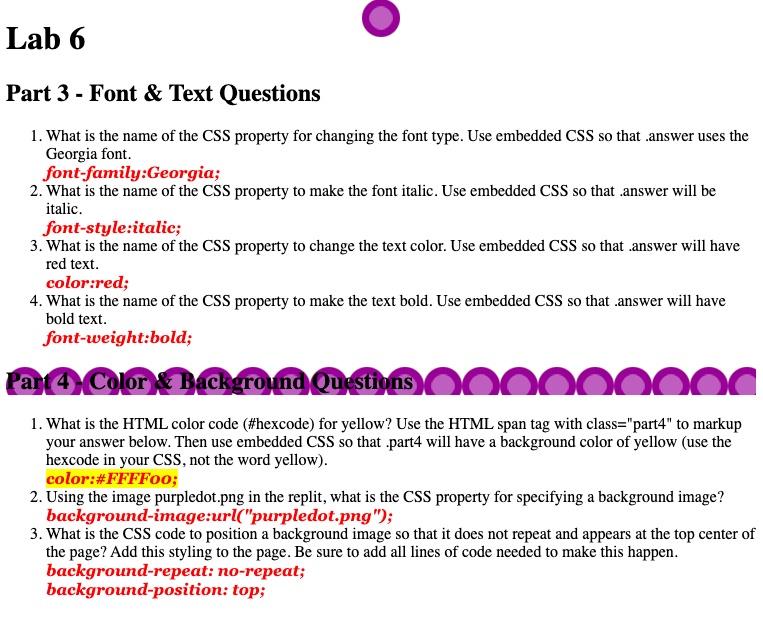 Lab 6
Part 3 - Font & Text Questions
1. What is the name of the CSS property for changing the font type. Use embedded CSS so that .answer uses the
Georgia font.
font-family:Georgia;
2. What is the name of the CSS property to make the font italic. Use embedded CSS so that .answer will be
italic.
font-style:italic;
3. What is the name of the CSS property to change the text color. Use embedded CSS so that .answer will have
red text.
color:red;
4. What is the name of the CSS property to make the text bold. Use embedded CSS so that .answer will have
bold text.
font-weight:bold;
Part 4 - Color & Background Questions
1. What is the HTML color code (#hexcode) for yellow? Use the HTML span tag with class="part4" to markup
your answer below. Then use embedded CSS so that .part4 will have a background color of yellow (use the
hexcode in your CSS, not the word yellow).
color:#FFFF00;
2. Using the image purpledot.png in the replit, what is the CSS property for specifying a background image?
background-image:url("purpledot.png");
3. What is the CSS code to position a background image so that it does not repeat and appears at the top center of
the page? Add this styling to the page. Be sure to add all lines of code needed to make this happen.
background-repeat: no-repeat;
background-position: top;